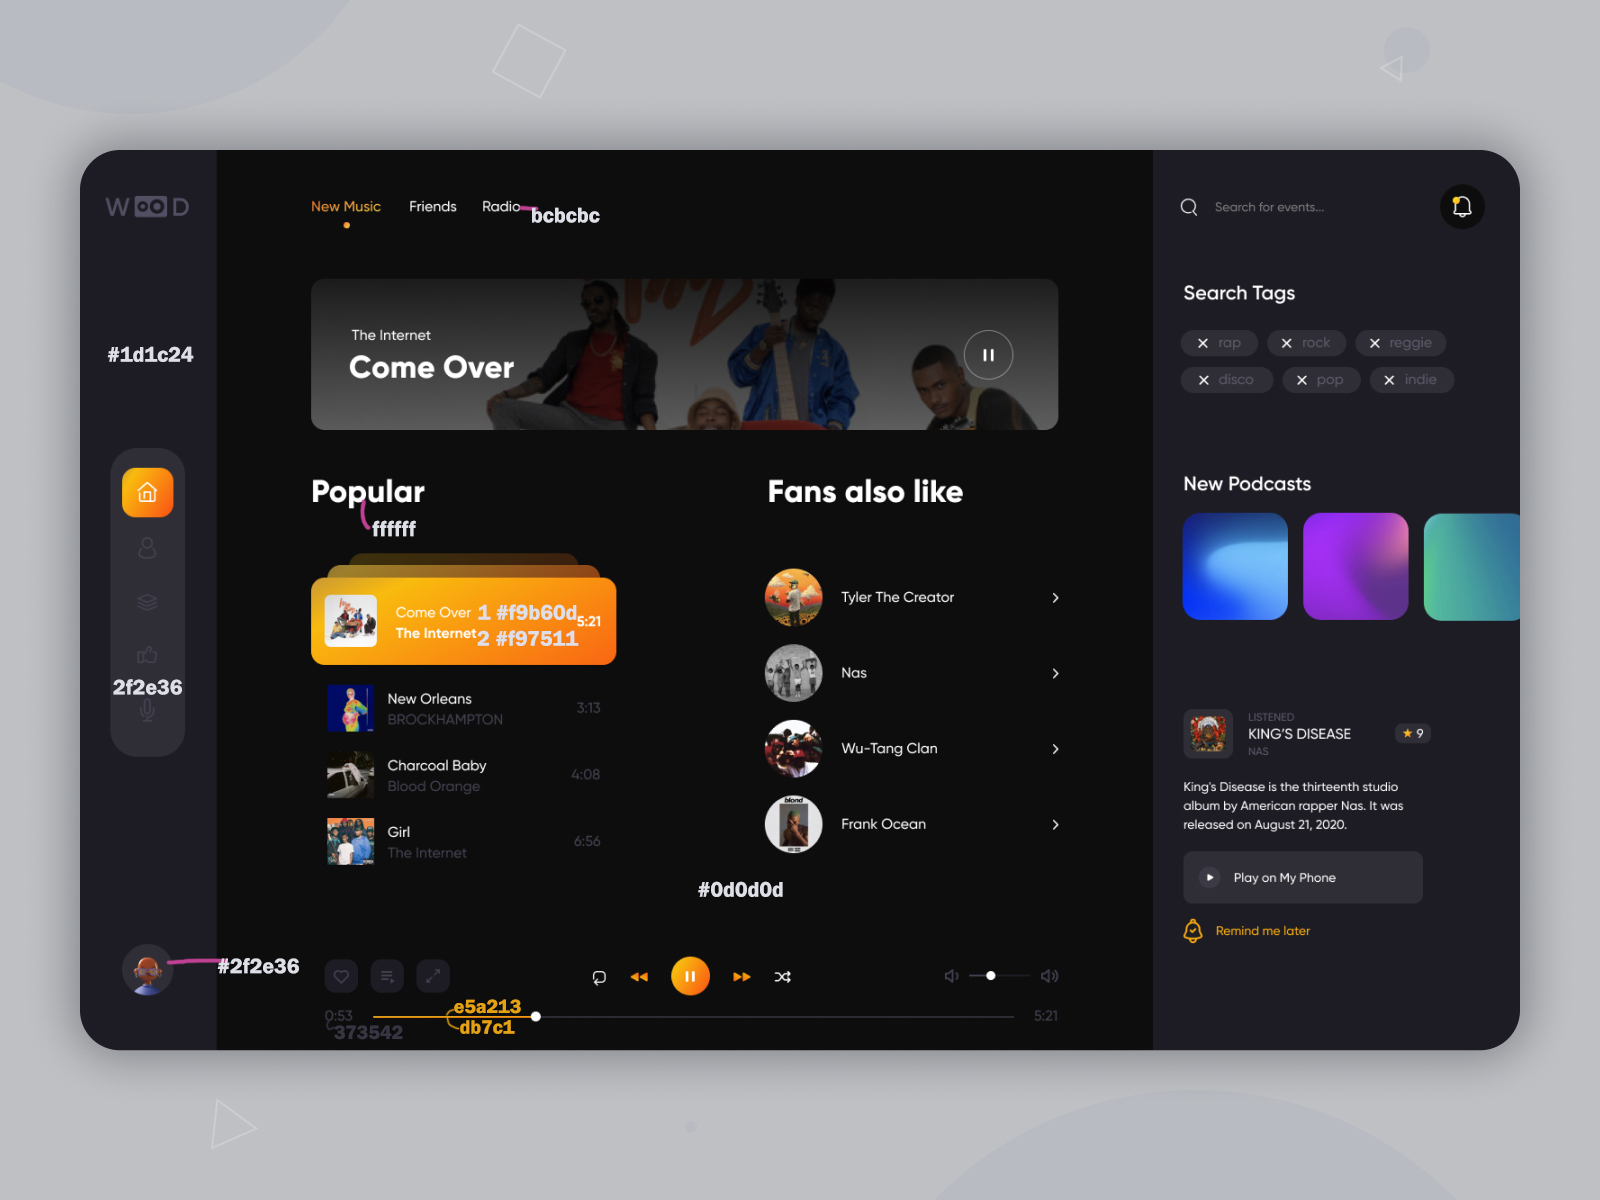 WOOD
New Music Friends Radio
bcbcbc
Search for events...
The Internet
Come Over
#1d1c24
2f2e36
#2f2e36
Popular
ffffff
Come Over 1 #f9b60d
The Internet 2 #f97511
5:21
New Orleans
BROCKHAMPTON
3:13
Charcoal Baby
Blood Orange
4:08
Girl
The Internet
6:56
Fans also like
Tyler The Creator
Nas
Wu-Tang Clan
blond
Frank Ocean
#0d0d0d
0:53
373542
e5a213
db7c1
5:21
Search Tags
rap rock reggie
disco pop indie
New Podcasts
LISTENED
KING'S DISEASE
NAS
9
King's Disease is the thirteenth studio
album by American rapper Nas. It was
released on August 21, 2020.
Play on My Phone
Remind me later